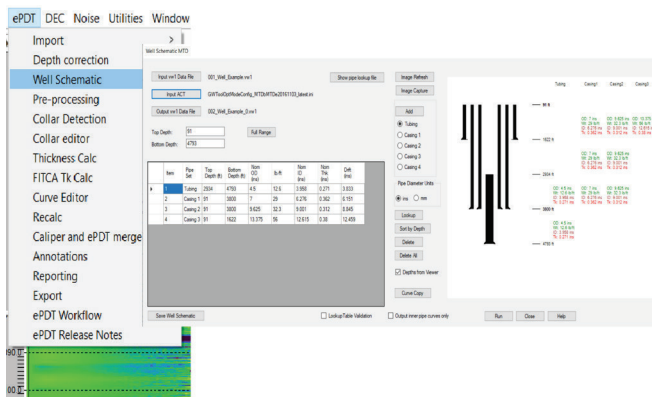 ePDT DEC Noise Utilities Window
Import >
Depth correction
Well Schematic
Pre-processing
Collar Detection
Collar editor
Thickness Calc
FITCA Tk Calc
Curve Editor
Recalc
Caliper and ePDT merge
Annotations
Reporting
Export
ePDT Workflow
ePDT Release Notes
Well Schematic MTD
Input vw1 Data File 001_Well_Example.vw1 Show pipe lookup file
Input ACT
Output vw1 Data File 002_Well_Example_0.vw1
Top Depth: 91 Full Range
Bottom Depth: 4793
Item Pipe Set Top Depth (ft) Bottom Depth (ft) Nom OD (ins) lb-ft Nom ID (ins) Nom Thk (ins) Drift (ins)
1 Tubing 2934 4793 4.5 12.6 3.958 0.271 3.833
2 Casing 1 91 3800 7 29 6.276 0.362 6.151
3 Casing 2 91 3800 9.625 32.3 9.001 0.312 8.845
4 Casing 3 91 1622 13.375 56 12.615 0.38 12.459
Image Refresh
Image Capture
Add
Tubing
Casing 1
Casing 2
Casing 3
Casing 4
Pipe Diameter Units
ins mm
Lookup
Sort by Depth
Delete
Delete All
Depths from Viewer
Curve Copy
Tubing Casing1 Casing2 Casing3
91 ft
1622 ft
2934 ft
3800 ft
4793 ft
Save Well Schematic
Lookup Table Validation
Output inner pipe curves only
Run Close Help